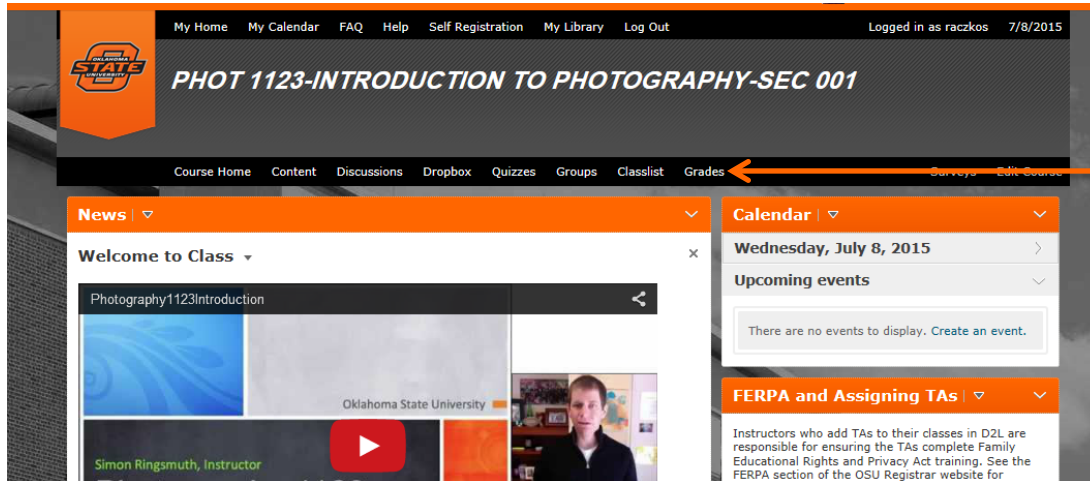 My Home My Calendar FAQ Help Self Registration My Library Log Out Logged in as raczkos 7/8/2015
OKLAHOMA
STATE
UNIVERSITY
PHOT 1123-INTRODUCTION TO PHOTOGRAPHY-SEC 001
Course Home Content Discussions Dropbox Quizzes Groups Classlist Grades Surveys Edit Course
News
Calendar
Welcome to Class
Wednesday, July 8, 2015
Upcoming events
Photography1123Introduction
There are no events to display. Create an event.
Oklahoma State University
FERPA and Assigning TAs
Simon Ringsmuth, Instructor
Instructors who add TAs to their classes in D2L are
responsible for ensuring the TAs complete Family
Educational Rights and Privacy Act training. See the
FERPA section of the OSU Registrar website for